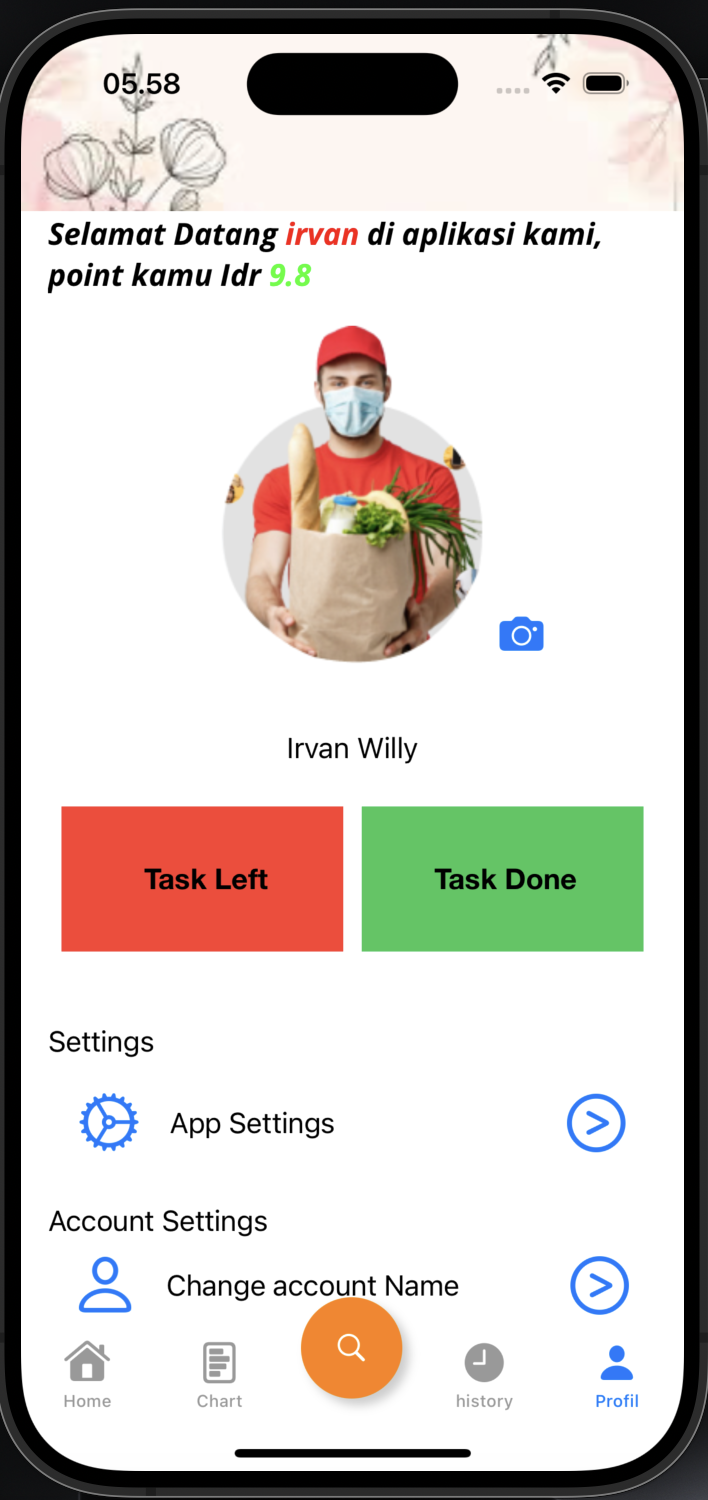 05.58
Selamat Datang irvan di aplikasi kami,
point kamu Idr 9.8
Irvan Willy
Task Left
Task Done
Settings
App Settings
Account Settings
Change account Name
Home
Chart
history
Profil